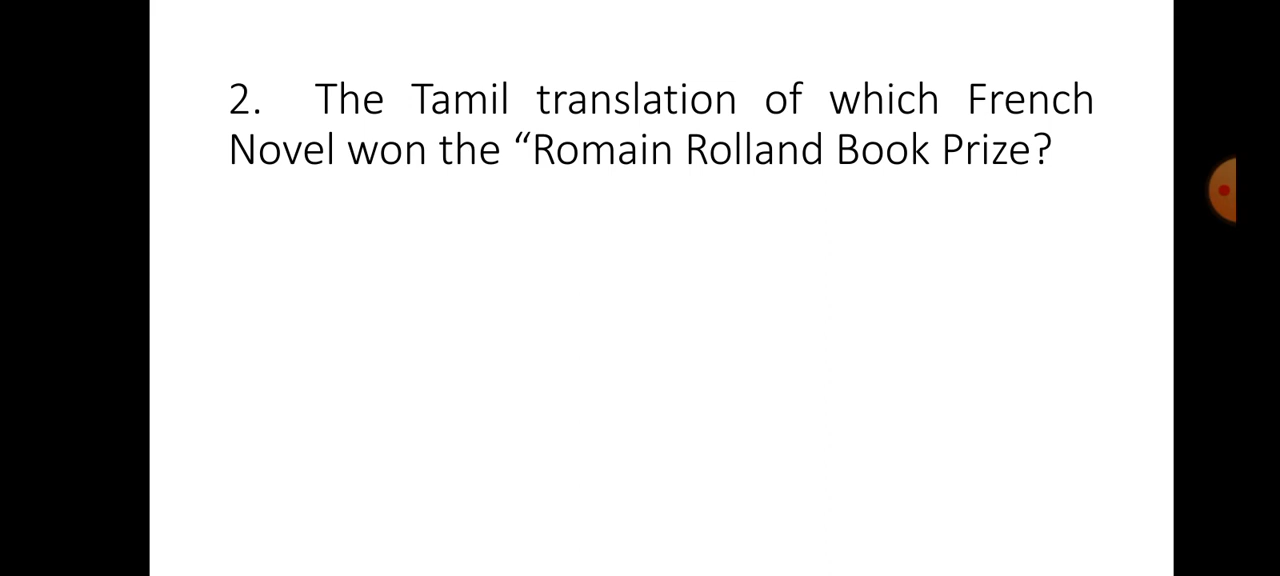 2. The Tamil translation of which French
Novel won the “Romain Rolland Book Prize?